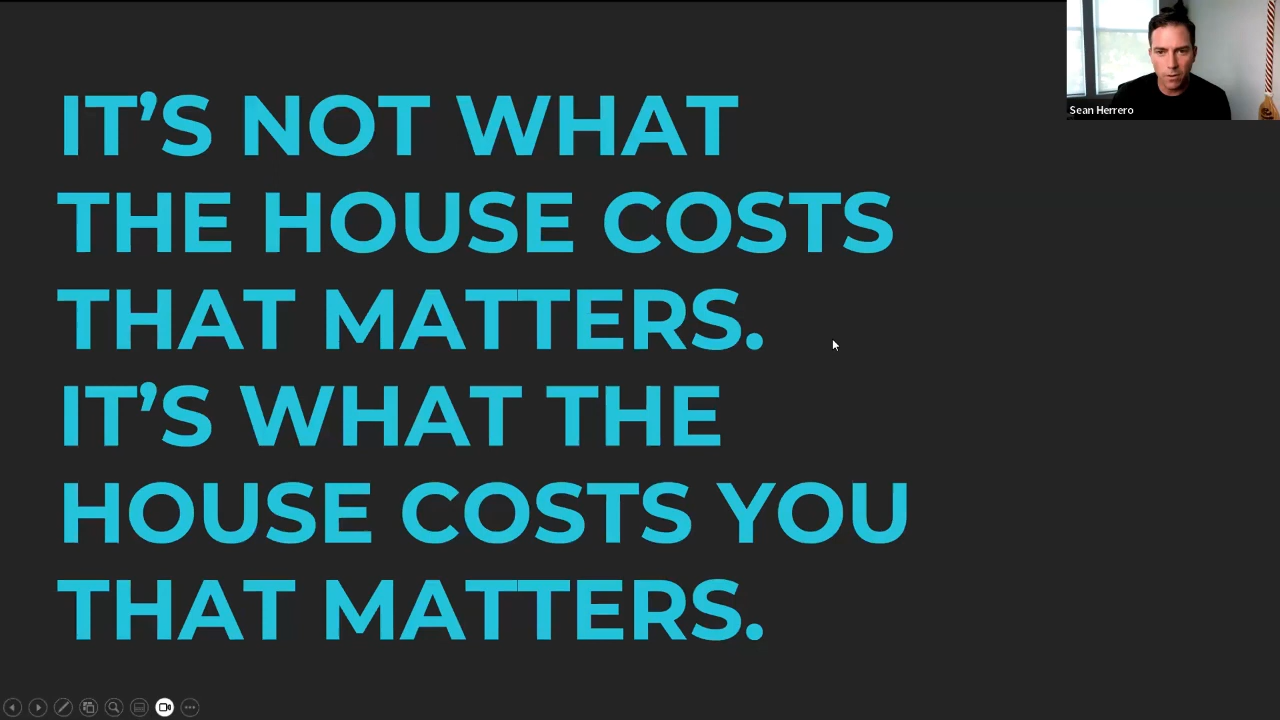 IT’S NOT WHAT
THE HOUSE COSTS
THAT MATTERS.
IT’S WHAT THE
HOUSE COSTS YOU
THAT MATTERS.
Sean Herrero